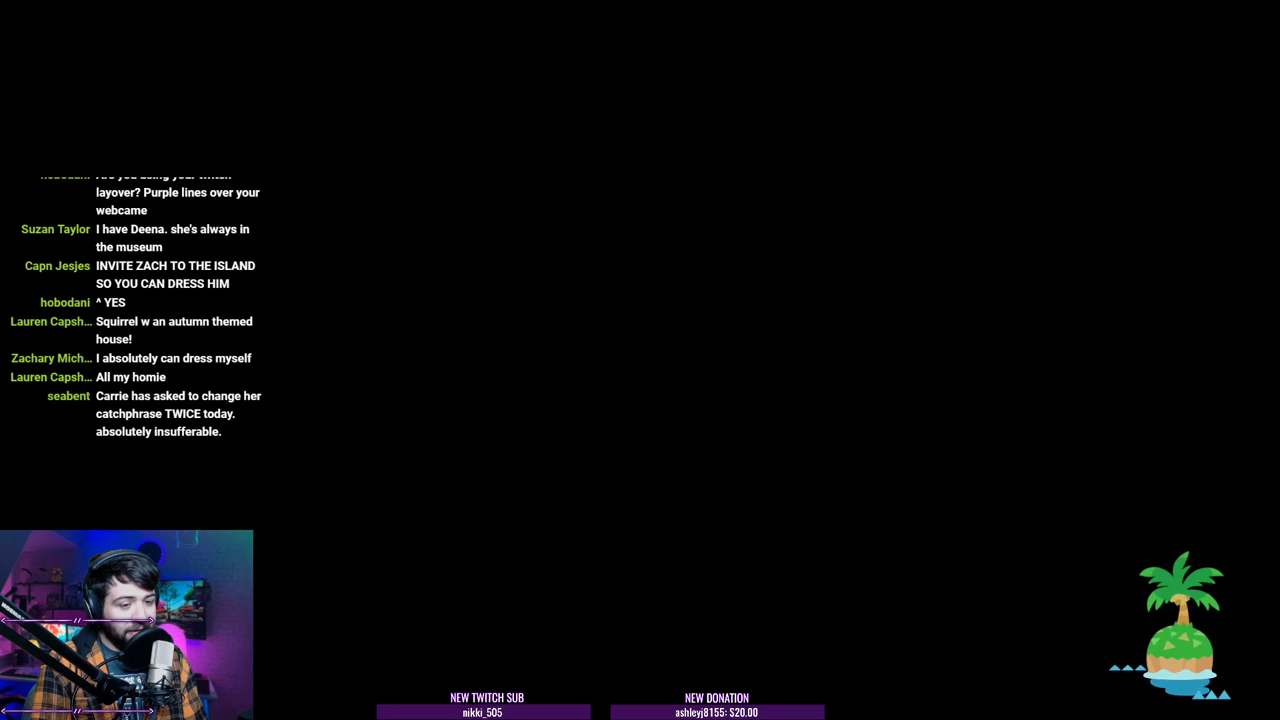 layover? Purple lines over your
webcame
Suzan Taylor I have Deena. she's always in
the museum
Capn Jesjes INVITE ZACH TO THE ISLAND
SO YOU CAN DRESS HIM
hobodani ^ YES
Lauren Capsh... Squirrel w an autumn themed
house!
Zachary Mich... I absolutely can dress myself
Lauren Capsh... All my homie
seabent Carrie has asked to change her
catchphrase TWICE today.
absolutely insufferable.
NEW TWITCH SUB
nikki_505
NEW DONATION
ashleyj8155: $20.00